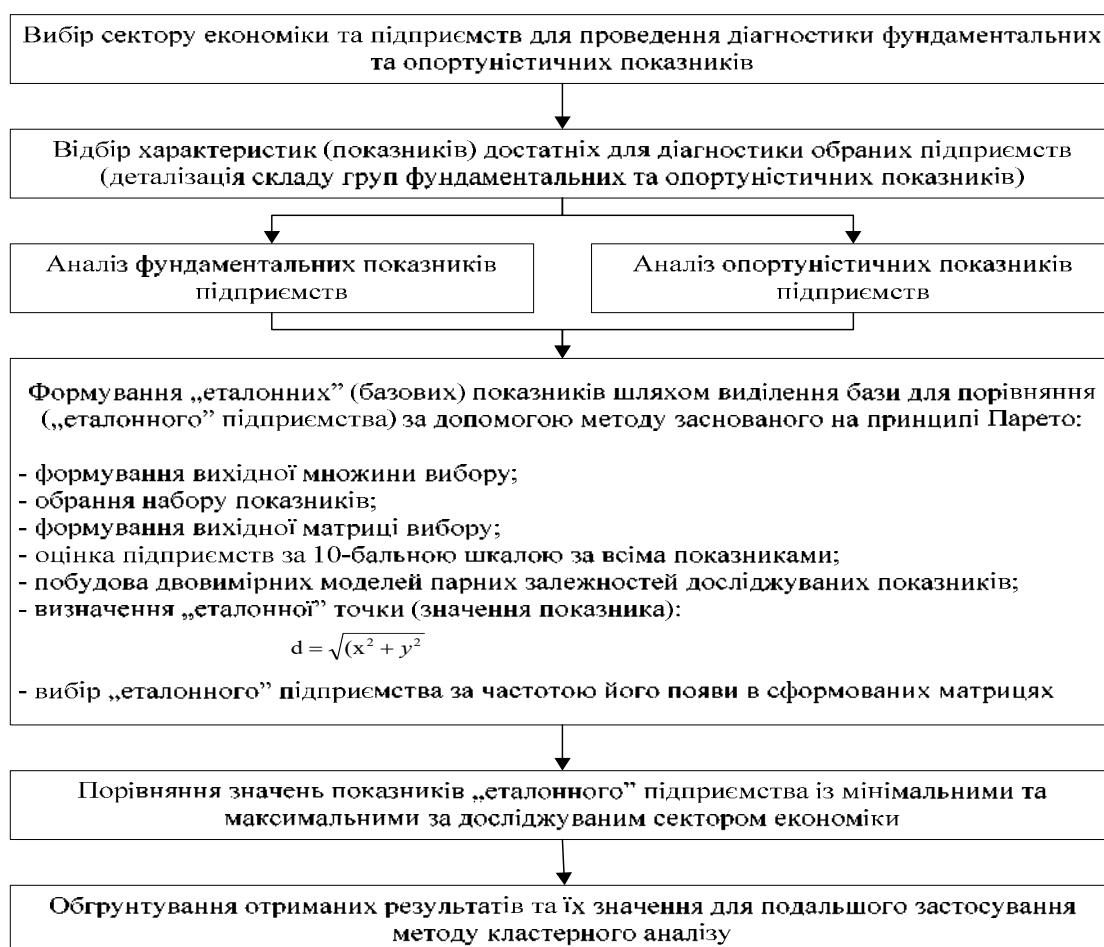 Вибір сектору економіки та підприємств для проведення діагностики фундаментальних
та опортуністичних показників
Відбір характеристик (показників) достатніх для діагностики обраних підприємств
(деталізація складу груп фундаментальних та опортуністичних показників)
Аналіз фундаментальних показників
підприємств
Аналіз опортуністичних показників
підприємств
Формування „еталонних” (базових) показників шляхом виділення бази для порівняння
(„еталонного” підприємства) за допомогою методу заснованого на принципі Парето:
- формування вихідної множини вибору;
- обрання набору показників;
- формування вихідної матриці вибору;
- оцінка підприємств за 10-бальною шкалою за всіма показниками;
- побудова двовимірних моделей парних залежностей досліджуваних показників;
- визначення „еталонної” точки (значення показника):
d = √(x² + y²
- вибір „еталонного” підприємства за частотою його появи в сформованих матрицях
Порівняння значень показників „еталонного” підприємства із мінімальними та
максимальними за досліджуваним сектором економіки
Обгрунтування отриманих результатів та їх значення для подальшого застосування
методу кластерного аналізу